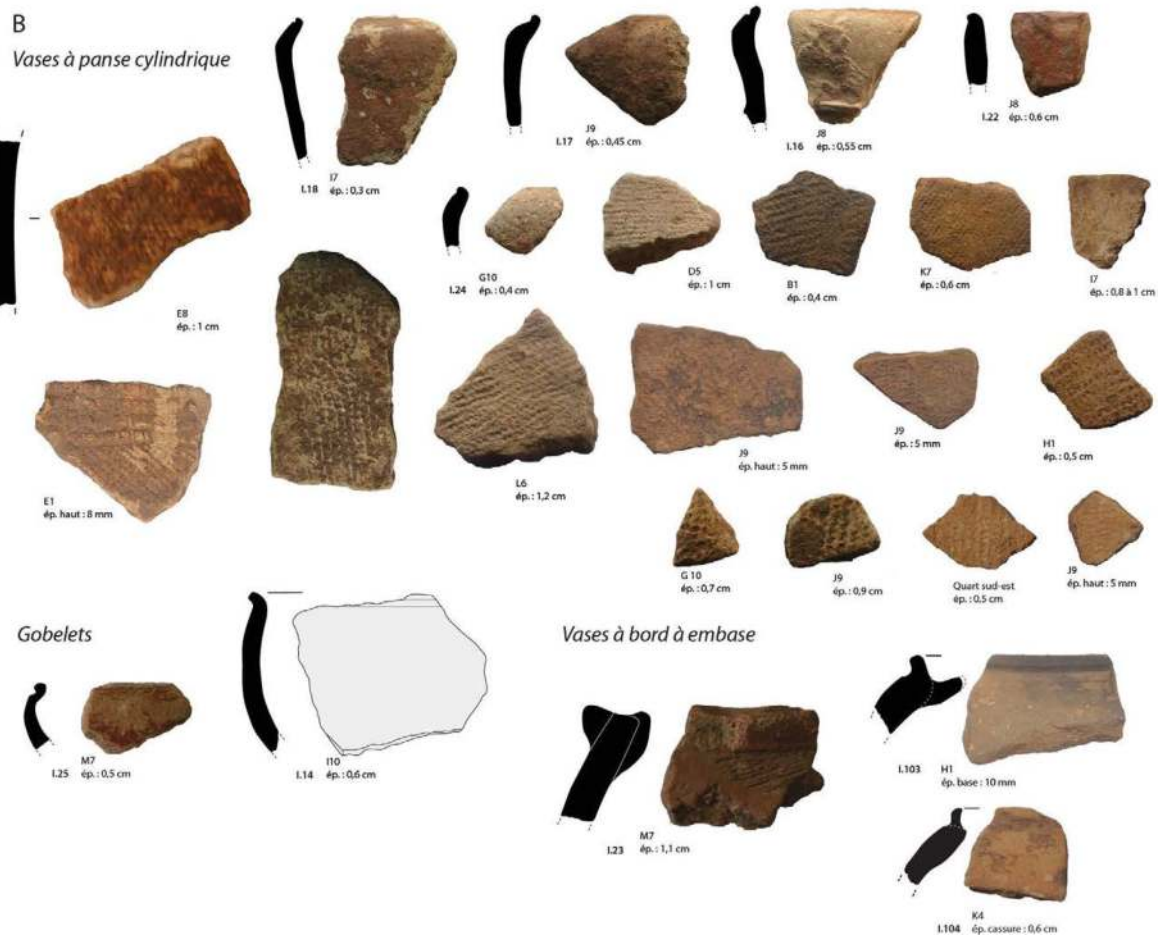 B
Vases à panse cylindrique
I.18
I7
ép. : 0,3 cm
I.17
J9
ép. : 0,45 cm
I.16
J8
ép. : 0,55 cm
I.22
J8
ép. : 0,6 cm
E8
ép. : 1 cm
I.24
G10
ép. : 0,4 cm
D5
ép. : 1 cm
B1
ép. : 0,4 cm
K7
ép. : 0,6 cm
I7
ép. : 0,8 à 1 cm
E1
ép. haut : 8 mm
L6
ép. : 1,2 cm
J9
ép. haut : 5 mm
J9
ép. : 5 mm
H1
ép. : 0,5 cm
G 10
ép. : 0,7 cm
J9
ép. : 0,9 cm
Quart sud-est
ép. : 0,5 cm
J9
ép. haut : 5 mm
Gobelets
I.25
M7
ép. : 0,5 cm
I.14
I10
ép. : 0,6 cm
Vases à bord à embase
I.23
M7
ép. : 1,1 cm
I.103
H1
ép. base : 10 mm
I.104
K4
ép. cassure : 0,6 cm